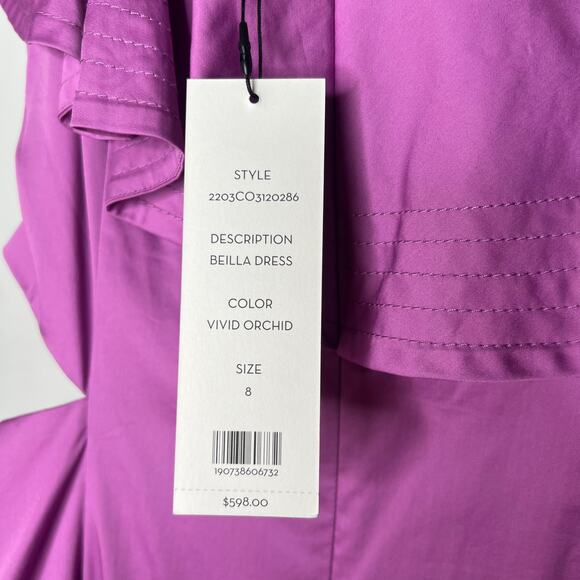 STYLE
2203CO3120286
DESCRIPTION
BEILLA DRESS
COLOR
VIVID ORCHID
SIZE
8
190738606732
$598.00